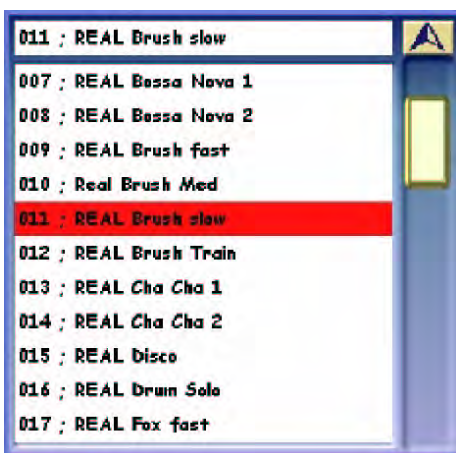 011 ; REAL Brush slow
007 ; REAL Bossa Nova 1
008 ; REAL Bossa Nova 2
009 ; REAL Brush fast
010 ; Real Brush Med
011 ; REAL Brush slow
012 ; REAL Brush Train
013 ; REAL Cha Cha 1
014 ; REAL Cha Cha 2
015 ; REAL Disco
016 ; REAL Drum Solo
017 ; REAL Fox fast